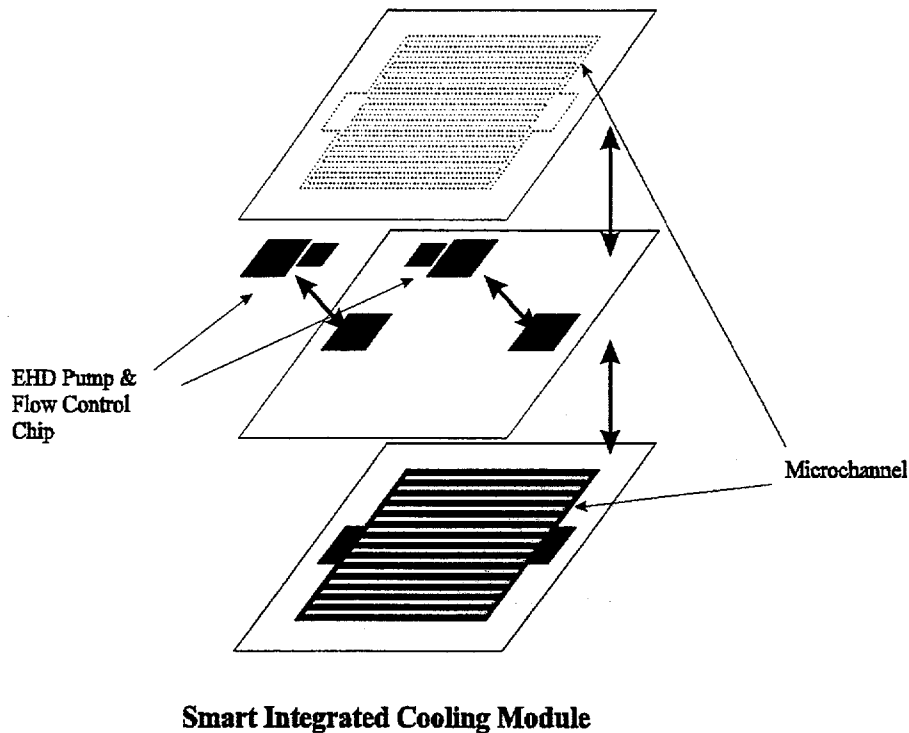 EHD Pump &
Flow Control
Chip
Microchannel
Smart Integrated Cooling Module